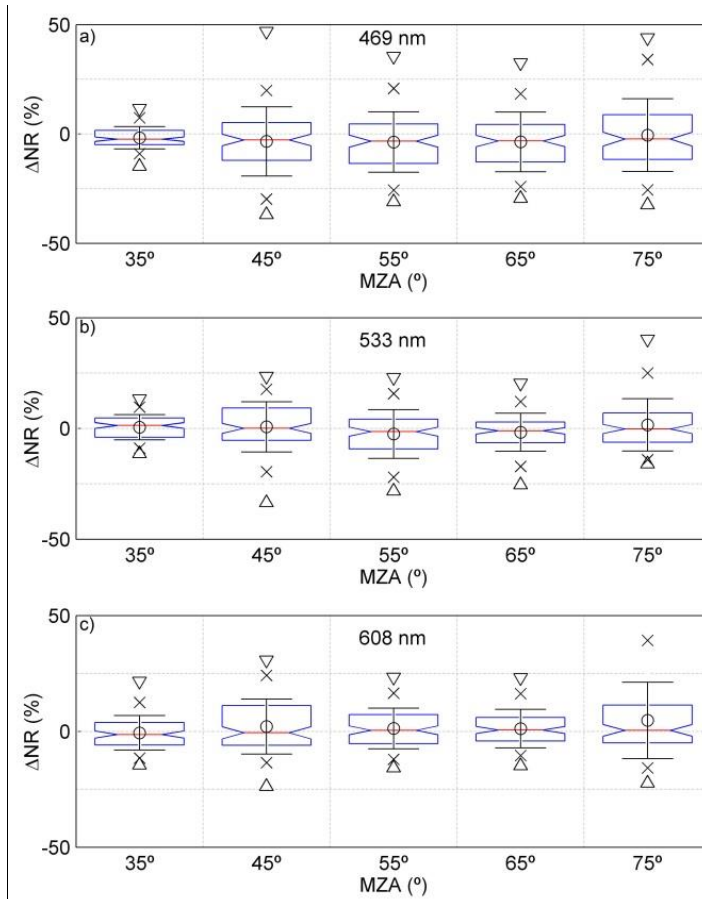 a)
469 nm
50
0
-50
ΔNR (%)
35º 45º 55º 65º 75º
MZA (º)
b)
533 nm
50
0
-50
ΔNR (%)
35º 45º 55º 65º 75º
MZA (º)
c)
608 nm
50
0
-50
ΔNR (%)
35º 45º 55º 65º 75º
MZA (º)